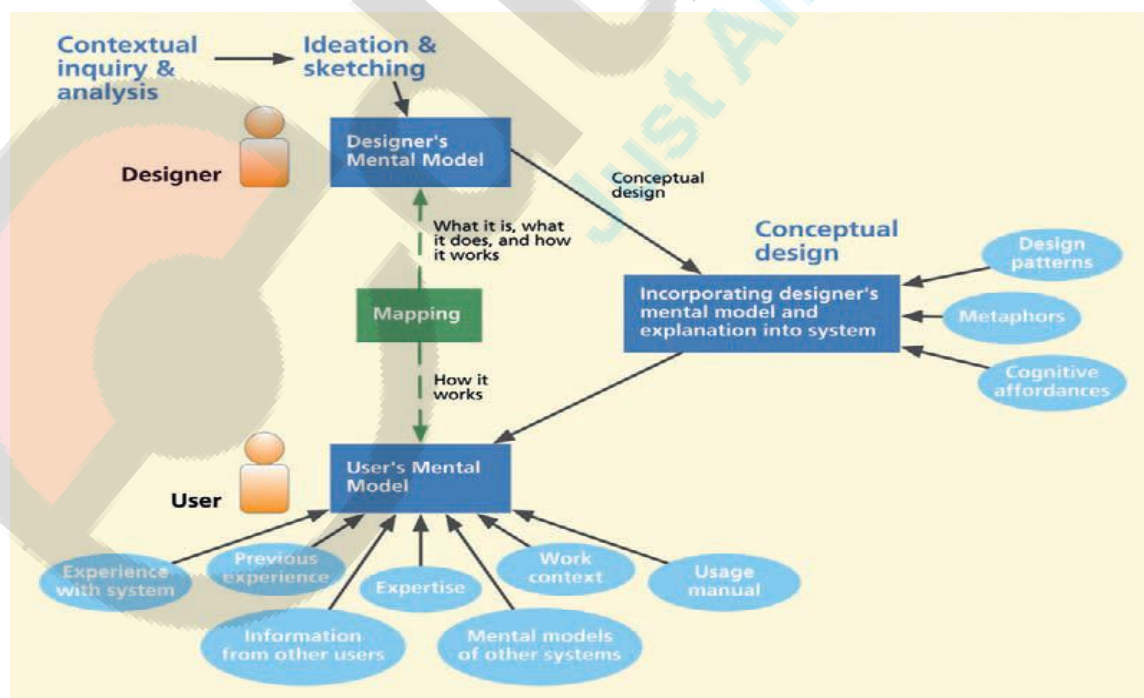 Contextual
inquiry &
analysis
Ideation &
sketching
Designer's
Mental Model
Designer
Conceptual
design
What it is, what
it does, and how
it works
Conceptual
design
Design
patterns
Incorporating designer's
mental model and
explanation into system
Metaphors
Mapping
Cognitive
affordances
How it
works
User's Mental
Model
User
Experience
with system
Previous
experience
Expertise
Work
context
Usage
manual
Information
from other users
Mental models
of other systems
Just